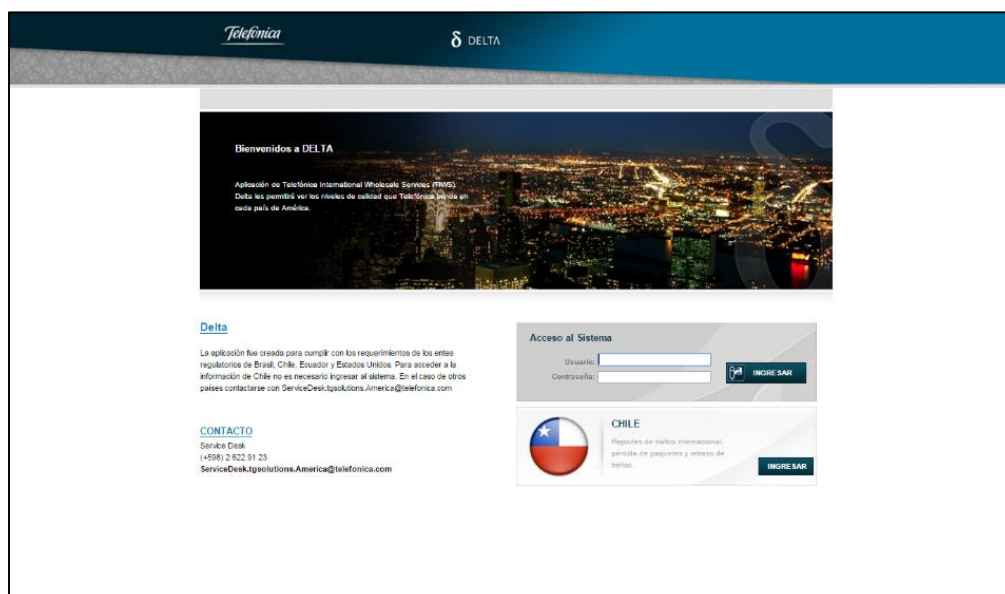 Telefónica
δ DELTA
Bienvenidos a DELTA
Aplicación de Telefónica International Wholesale Services (TIWS).
Delta les permitirá ver los niveles de calidad que Telefónica brinda en
cada país de América.
Delta
La aplicación fue creada para cumplir con los requerimientos de los entes
regulatorios de Brasil, Chile, Ecuador y Estados Unidos. Para acceder a la
información de Chile no es necesario ingresar al sistema. En el caso de otros
países contactarse con ServiceDesk.tgsolutions.America@telefonica.com
CONTACTO
Service Desk
(+598) 2 622 91 23
ServiceDesk.tgsolutions.America@telefonica.com
Acceso al Sistema
Usuario:
Contraseña:
INGRESAR
CHILE
Reportes de tráfico internacional,
pérdida de paquetes y retraso de
tráfico
INGRESAR